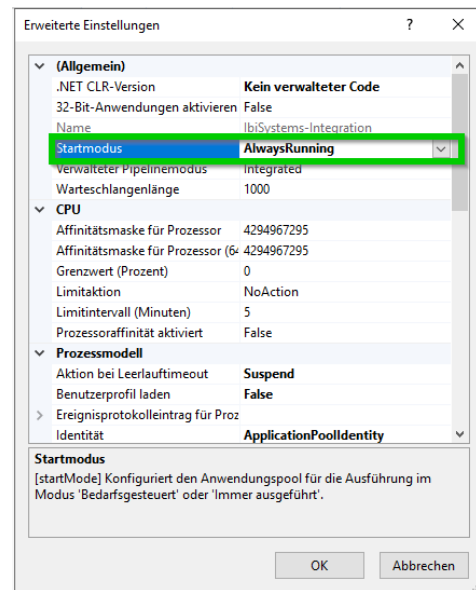 Erweiterte Einstellungen ? ×
(Allgemein)
.NET CLR-Version Kein verwalteter Code
32-Bit-Anwendungen aktivieren False
Name IbiSystems-Integration
Startmodus AlwaysRunning
Verwalteter Pipelinemodus Integrated
Warteschlangenlänge 1000
CPU
Affinitätsmaske für Prozessor 4294967295
Affinitätsmaske für Prozessor (64 4294967295
Grenzwert (Prozent) 0
Limitaktion NoAction
Limitintervall (Minuten) 5
Prozessoraffinität aktiviert False
Prozessmodell
Aktion bei Leerlauftimeout Suspend
Benutzerprofil laden False
Ereignisprotokolleintrag für Proz
Identität ApplicationPoolIdentity
Startmodus
[startMode] Konfiguriert den Anwendungspool für die Ausführung im
Modus 'Bedarfsgesteuert' oder 'Immer ausgeführt'.
OK Abbrechen